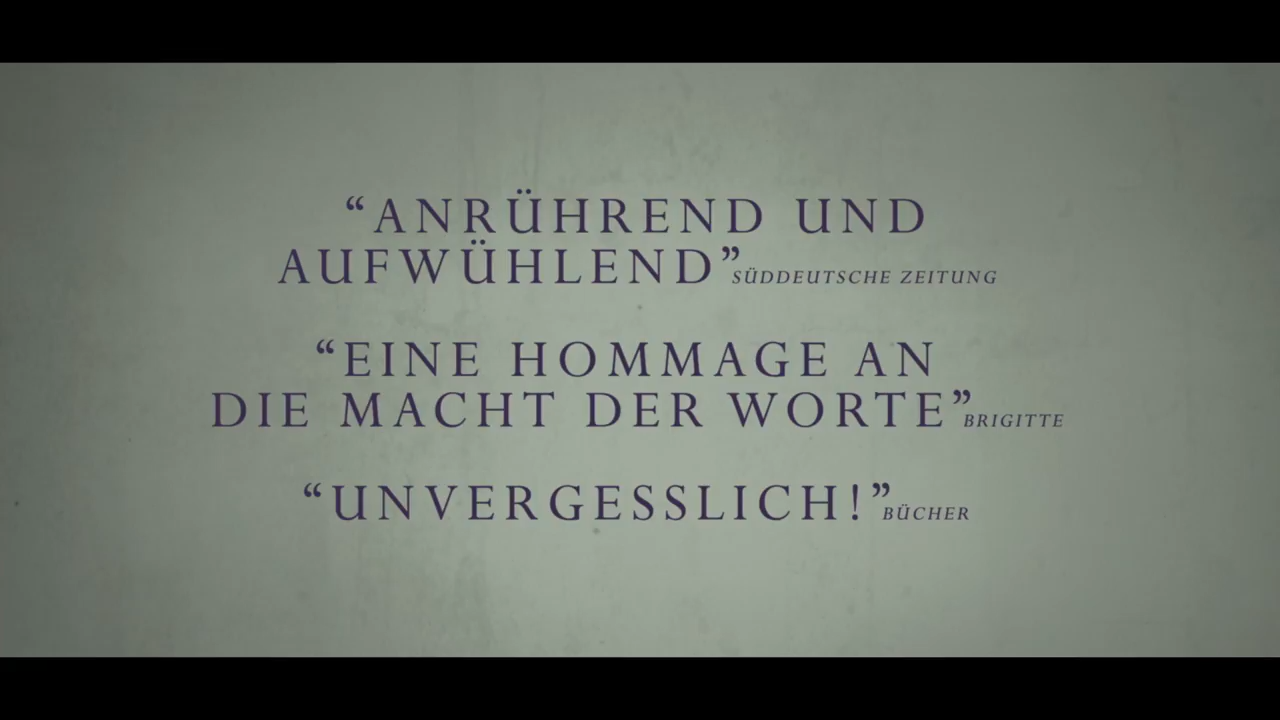 “ANRÜHREND UND
AUFWÜHLEND” SÜDDEUTSCHE ZEITUNG
“EINE HOMMAGE AN
DIE MACHT DER WORTE” BRIGITTE
“UNVERGESSLICH!” BÜCHER